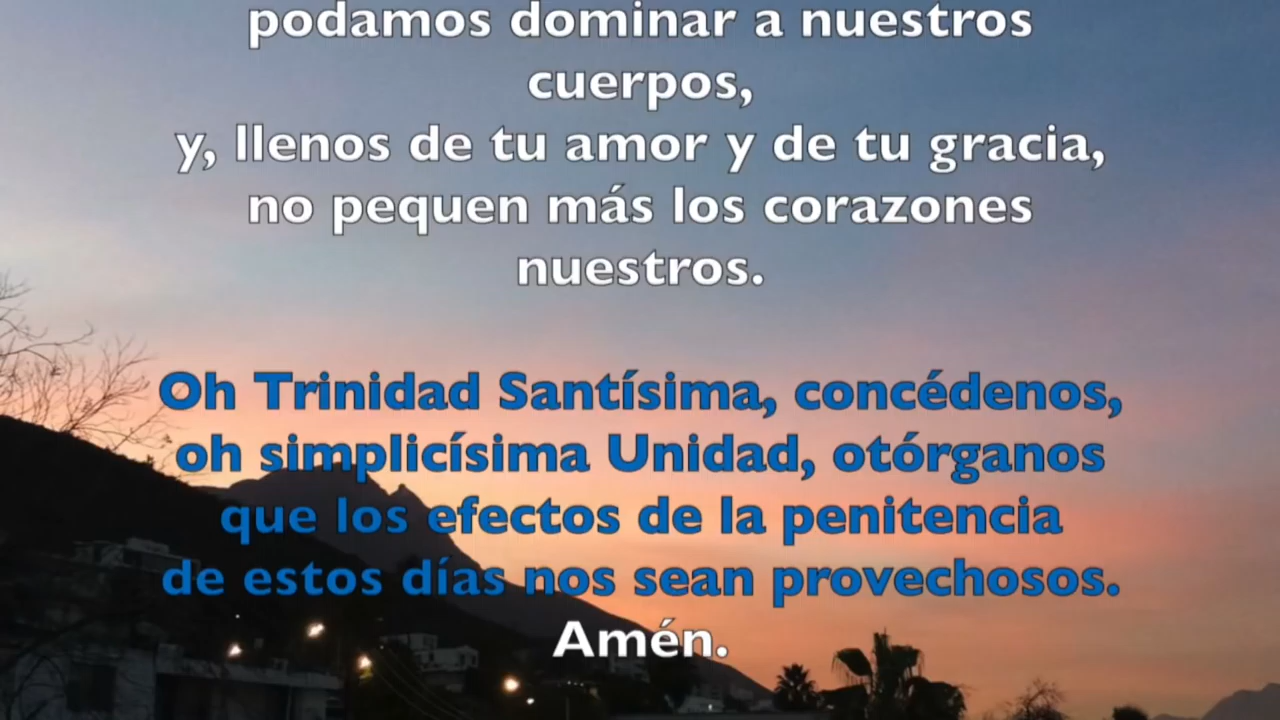 podamos dominar a nuestros
cuerpos,
y, llenos de tu amor y de tu gracia,
no pequen más los corazones
nuestros.
Oh Trinidad Santísima, concédenos,
oh simplicísima Unidad, otórganos
que los efectos de la penitencia
de estos días nos sean provechosos.
Amén.